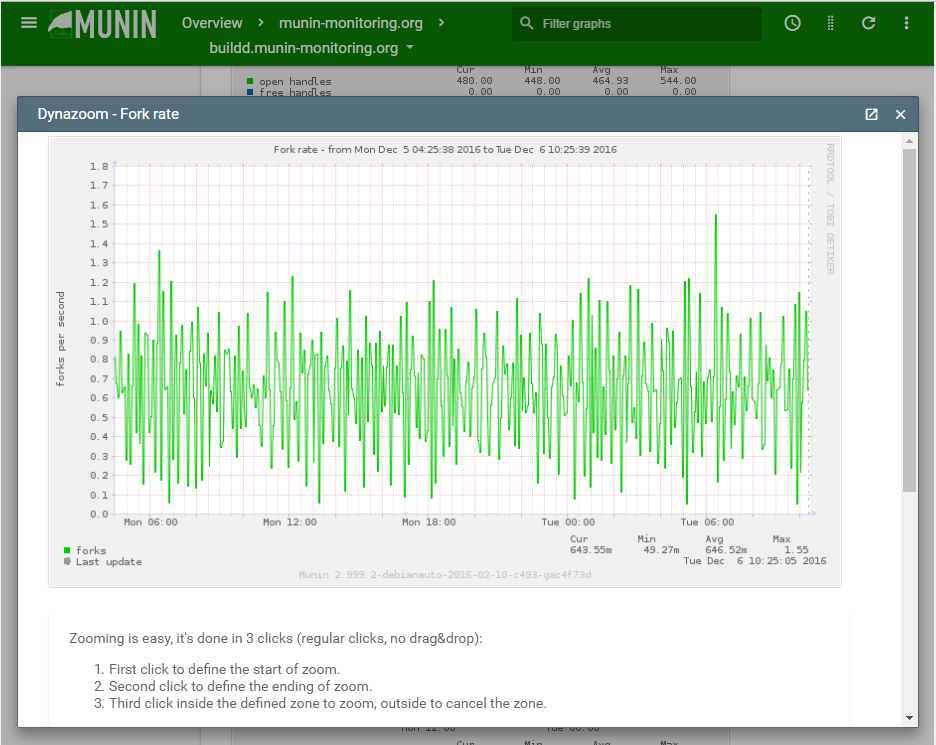 MUNIN Overview > munin-monitoring.org > Filter graphs
buildd.munin-monitoring.org
Cur Min Avg Max
open handles 480.00 448.00 464.93 544.00
free handles 0.00 0.00 0.00 0.00
Dynazoom - Fork rate
Fork rate - from Mon Dec 5 04:25:38 2016 to Tue Dec 6 10:25:39 2016
RRDTOOL / TOBI OETIKER
forks per second
1.8
1.7
1.6
1.5
1.4
1.3
1.2
1.1
1.0
0.9
0.8
0.7
0.6
0.5
0.4
0.3
0.2
0.1
0.0
Mon 06:00 Mon 12:00 Mon 18:00 Tue 00:00 Tue 06:00
Cur Min Avg Max
forks 643.55m 49.27m 646.52m 1.55
Last update Tue Dec 6 10:25:05 2016
Munin 2.999.2-debianauto-2016-02-10-c493-gac4f73d
Zooming is easy, it's done in 3 clicks (regular clicks, no drag&drop):
1. First click to define the start of zoom.
2. Second click to define the ending of zoom.
3. Third click inside the defined zone to zoom, outside to cancel the zone.
Mon 12:00 Tue 00:00
Cur Min Avg Max